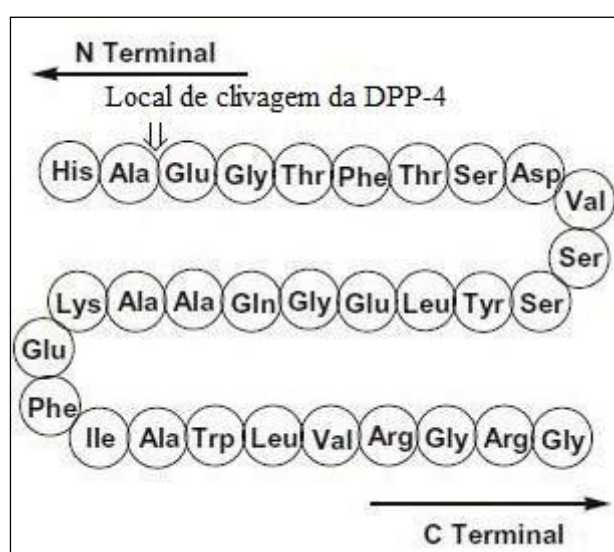 N Terminal
Local de clivagem da DPP-4
His Ala Glu Gly Thr Phe Thr Ser Asp
Val
Ser
Lys Ala Ala Gln Gly Glu Leu Tyr Ser
Glu
Phe
Ile Ala Trp Leu Val Arg Gly Arg Gly
C Terminal